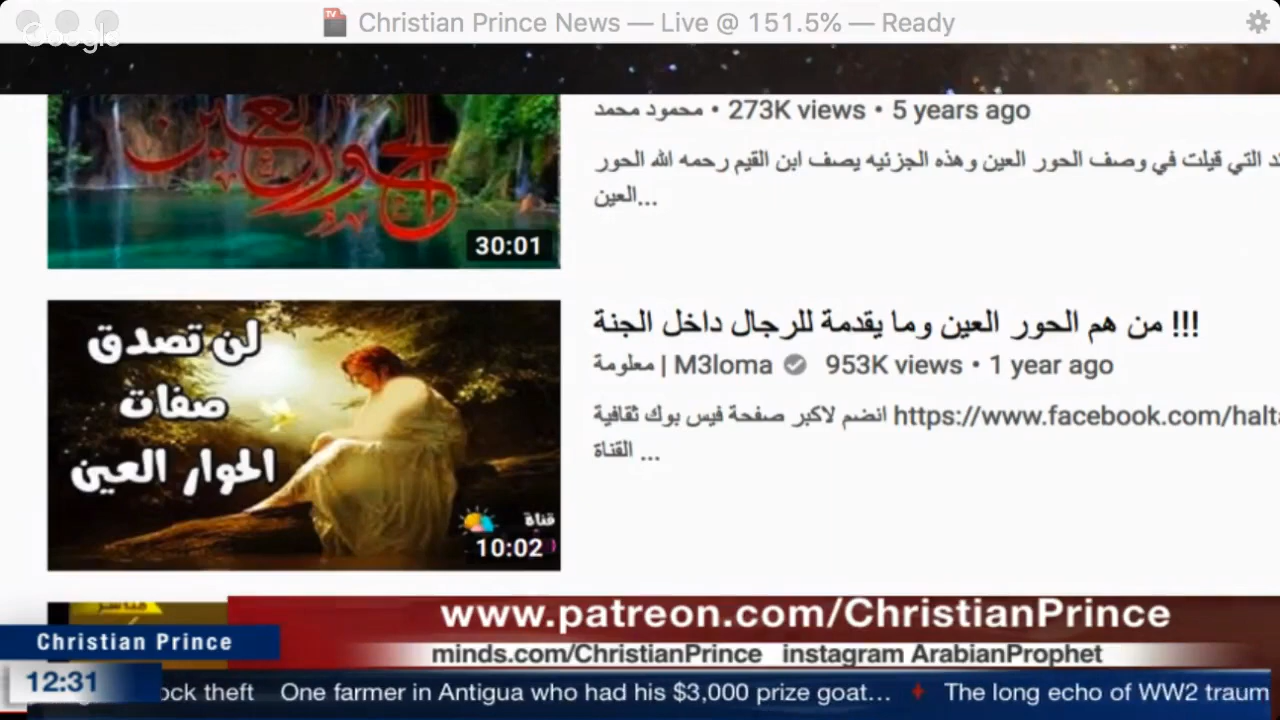 Christian Prince News — Live @ 151.5% — Ready
Google
الحور العين
30:01
محمود محمد • 273K views • 5 years ago
التي قيلت في وصف الحور العين وهذه الجزئيه يصف ابن القيم رحمه الله الحور
العين...
لن تصدق
صفات
الحوار العين
قناة
10:02
من هم الحور العين وما يقدمة للرجال داخل الجنة !!!
معلومة | M3loma 953K views • 1 year ago
انضم لاكبر صفحة فيس بوك ثقافية https://www.facebook.com/halta
القناة ...
مباشر
www.patreon.com/ChristianPrince
Christian Prince
minds.com/ChristianPrince instagram ArabianProphet
12:31
ock theft One farmer in Antigua who had his $3,000 prize goat... The long echo of WW2 traum